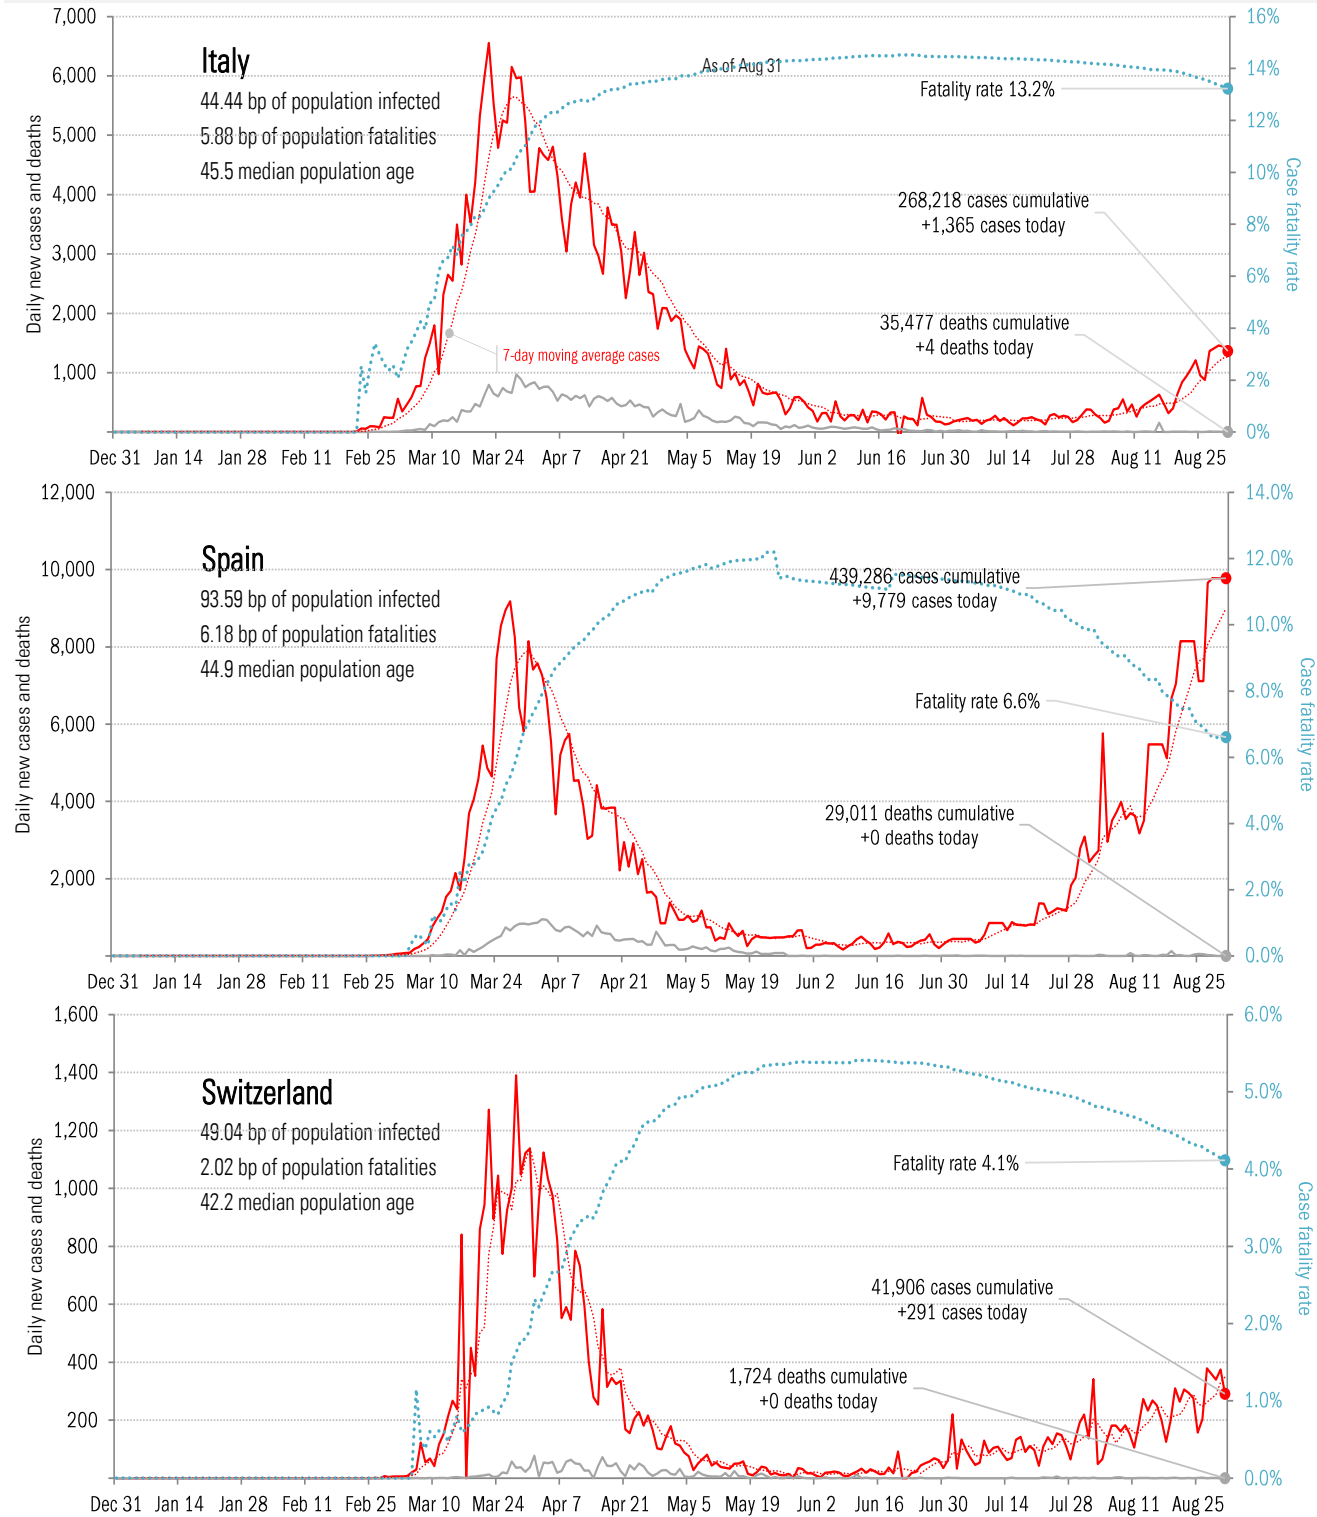 7,000
6,000
5,000
4,000
3,000
2,000
1,000
Daily new cases and deaths
Italy
44.44 bp of population infected
5.88 bp of population fatalities
45.5 median population age
As of Aug 31
Fatality rate 13.2%
268,218 cases cumulative
+1,365 cases today
35,477 deaths cumulative
+4 deaths today
7-day moving average cases
16%
14%
12%
10%
8%
6%
4%
2%
0%
Case fatality rate
Dec 31 Jan 14 Jan 28 Feb 11 Feb 25 Mar 10 Mar 24 Apr 7 Apr 21 May 5 May 19 Jun 2 Jun 16 Jun 30 Jul 14 Jul 28 Aug 11 Aug 25
12,000
10,000
8,000
6,000
4,000
2,000
Daily new cases and deaths
Spain
93.59 bp of population infected
6.18 bp of population fatalities
44.9 median population age
439,286 cases cumulative
+9,779 cases today
Fatality rate 6.6%
29,011 deaths cumulative
+0 deaths today
14.0%
12.0%
10.0%
8.0%
6.0%
4.0%
2.0%
0.0%
Case fatality rate
Dec 31 Jan 14 Jan 28 Feb 11 Feb 25 Mar 10 Mar 24 Apr 7 Apr 21 May 5 May 19 Jun 2 Jun 16 Jun 30 Jul 14 Jul 28 Aug 11 Aug 25
1,600
1,400
1,200
1,000
800
600
400
200
Daily new cases and deaths
Switzerland
49.04 bp of population infected
2.02 bp of population fatalities
42.2 median population age
Fatality rate 4.1%
41,906 cases cumulative
+291 cases today
1,724 deaths cumulative
+0 deaths today
6.0%
5.0%
4.0%
3.0%
2.0%
1.0%
0.0%
Case fatality rate
Dec 31 Jan 14 Jan 28 Feb 11 Feb 25 Mar 10 Mar 24 Apr 7 Apr 21 May 5 May 19 Jun 2 Jun 16 Jun 30 Jul 14 Jul 28 Aug 11 Aug 25